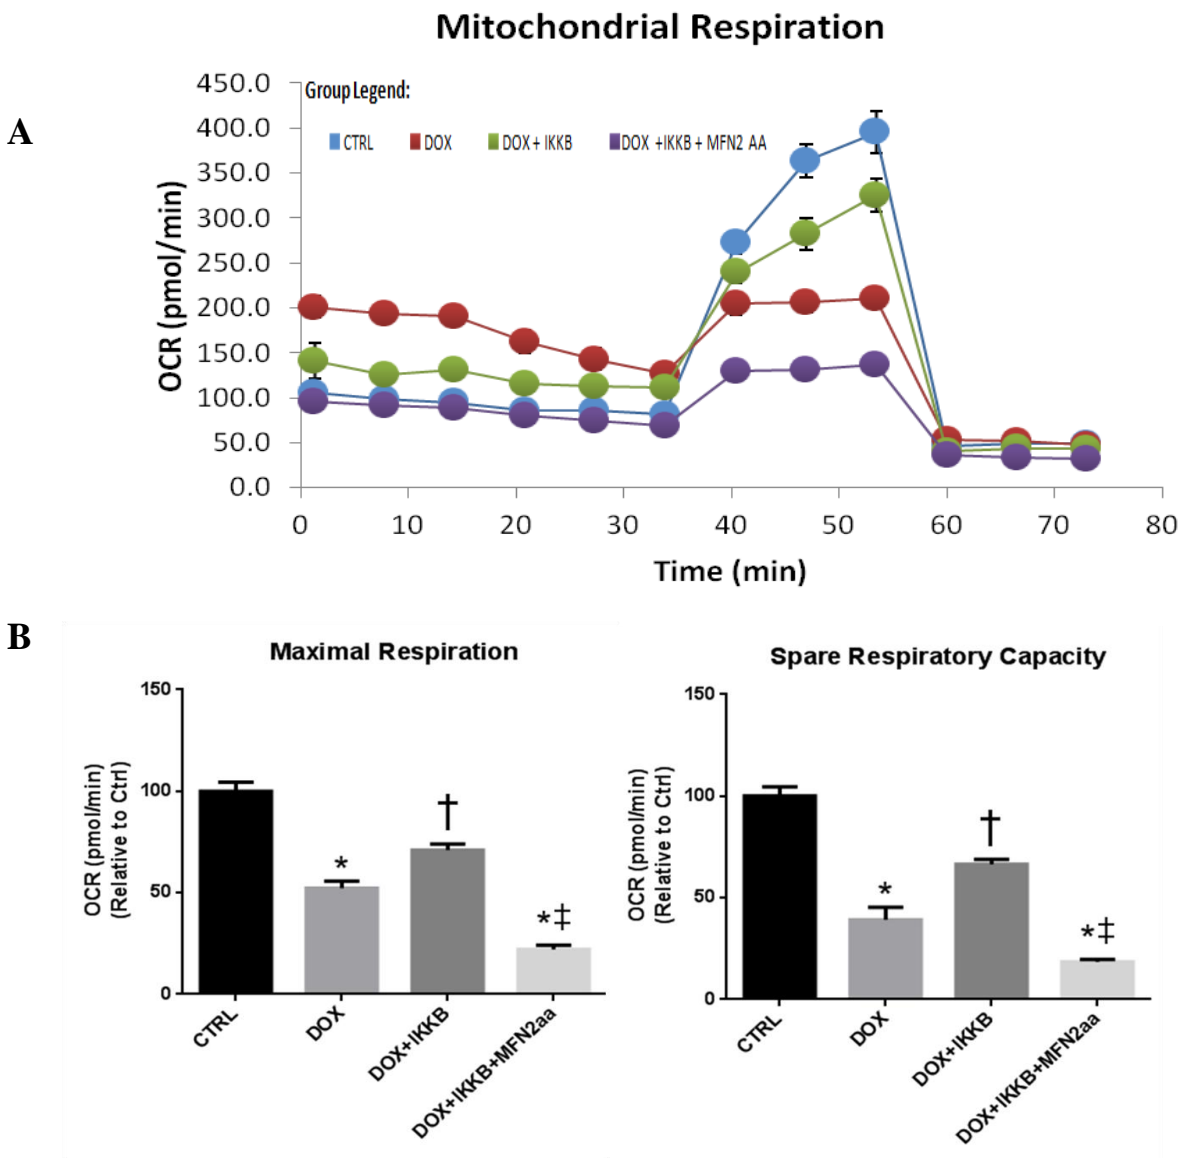 Mitochondrial Respiration
A
Group Legend:
CTRL DOX DOX + IKKB DOX +IKKB + MFN2 AA
OCR (pmol/min)
450.0
400.0
350.0
300.0
250.0
200.0
150.0
100.0
50.0
0.0
0 10 20 30 40 50 60 70 80
Time (min)
B
Maximal Respiration
OCR (pmol/min)
(Relative to Ctrl)
150
100
50
0
*
†
*‡
CTRL
DOX
DOX+IKKB
DOX+IKKB+MFN2aa
Spare Respiratory Capacity
OCR (pmol/min)
(Relative to Ctrl)
150
100
50
0
*
†
*‡
CTRL
DOX
DOX+IKKB
DOX+IKKB+MFN2aa